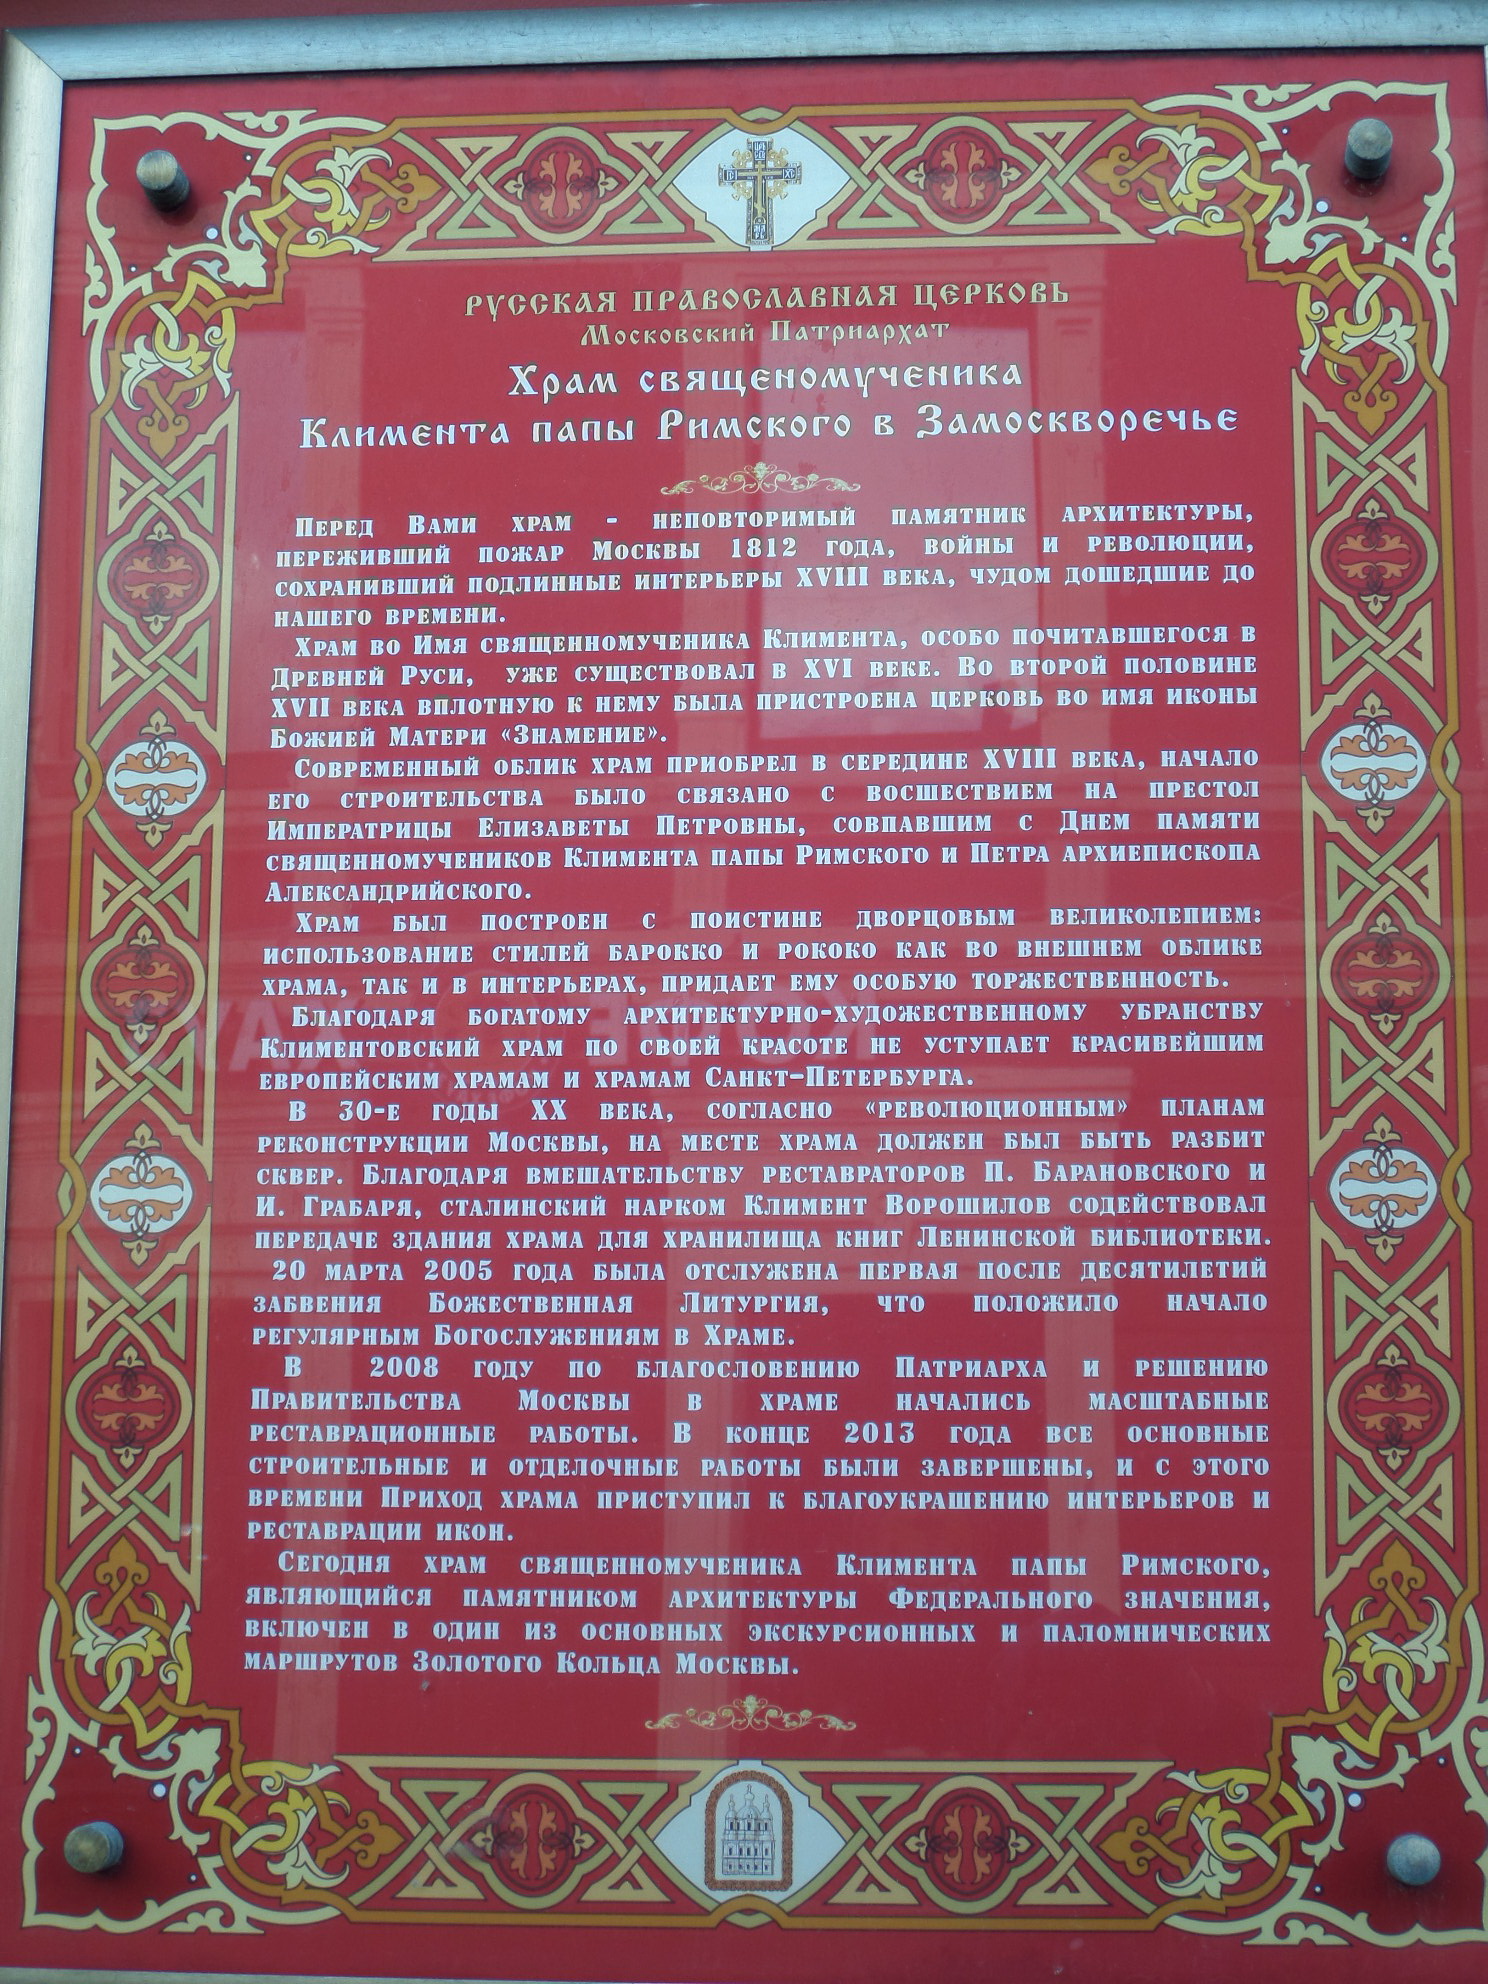 РУССКАЯ ПРАВОСЛАВНАЯ ЦЕРКОВЬ
Московский Патриархат
Храм священомученика
Климента папы Римского в Замоскворечье
Перед Вами храм - неповторимый памятник архитектуры,
переживший пожар Москвы 1812 года, войны и революции,
сохранивший подлинные интерьеры XVIII века, чудом дошедшие до
нашего времени.
Храм во Имя священномученика Климента, особо почитавшегося в
Древней Руси, уже существовал в XVI веке. Во второй половине
XVII века вплотную к нему была пристроена церковь во имя иконы
Божией Матери «Знамение».
Современный облик храм приобрел в середине XVIII века, начало
его строительства было связано с восшествием на престол
Императрицы Елизаветы Петровны, совпавшим с Днем памяти
священномучеников Климента папы Римского и Петра архиепископа
Александрийского.
Храм был построен с поистине дворцовым великолепием:
использование стилей барокко и рококо как во внешнем облике
храма, так и в интерьерах, придает ему особую торжественность.
Благодаря богатому архитектурно-художественному убранству
Климентовский храм по своей красоте не уступает красивейшим
европейским храмам и храмам Санкт-Петербурга.
В 30-е годы XX века, согласно «революционным» планам
реконструкции Москвы, на месте храма должен был быть разбит
сквер. Благодаря вмешательству реставраторов П. Барановского и
И. Грабаря, сталинский нарком Климент Ворошилов содействовал
передаче здания храма для хранилища книг Ленинской библиотеки.
20 марта 2005 года была отслужена первая после десятилетий
забвения Божественная Литургия, что положило начало
регулярным Богослужениям в Храме.
В 2008 году по благословению Патриарха и решению
Правительства Москвы в храме начались масштабные
реставрационные работы. В конце 2013 года все основные
строительные и отделочные работы были завершены, и с этого
времени Приход храма приступил к благоукрашению интерьеров и
реставрации икон.
Сегодня храм священномученика Климента папы Римского,
являющийся памятником архитектуры Федерального значения,
включен в один из основных экскурсионных и паломнических
маршрутов Золотого Кольца Москвы.